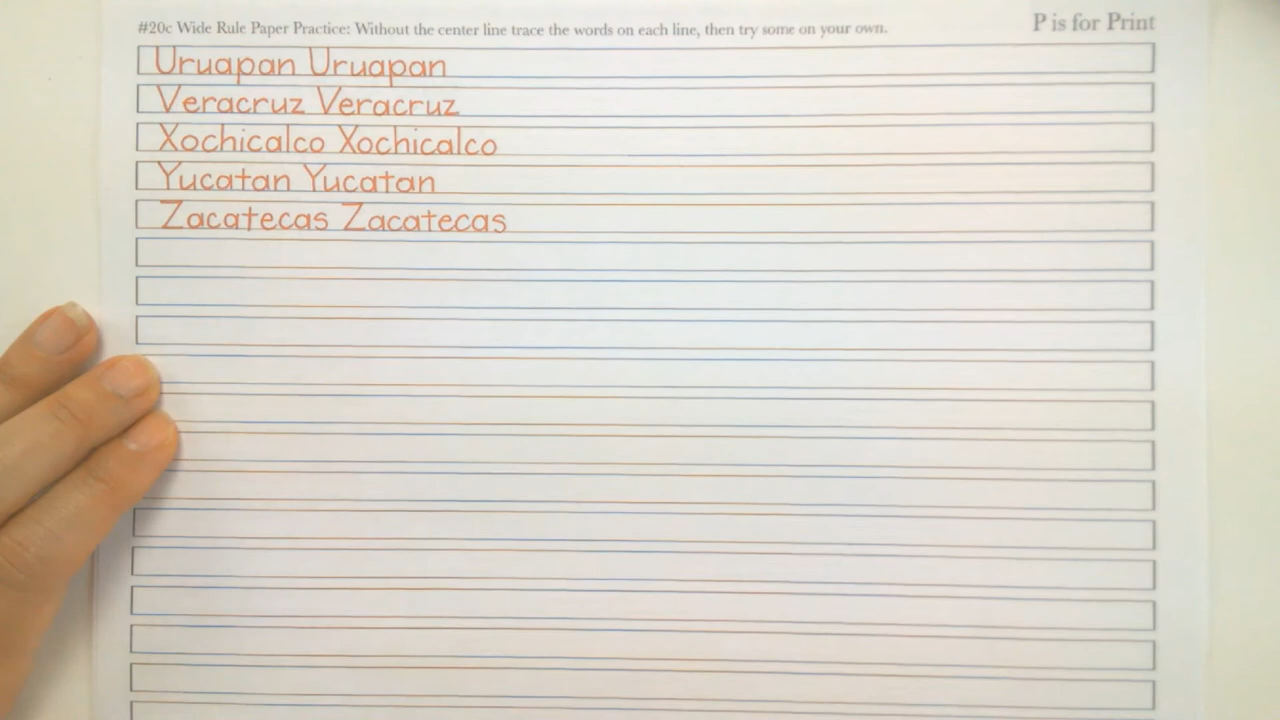 #20c Wide Rule Paper Practice: Without the center line trace the words on each line, then try some on your own.
P is for Print
Uruapan Uruapan
Veracruz Veracruz
Xochicalco Xochicalco
Yucatan Yucatan
Zacatecas Zacatecas